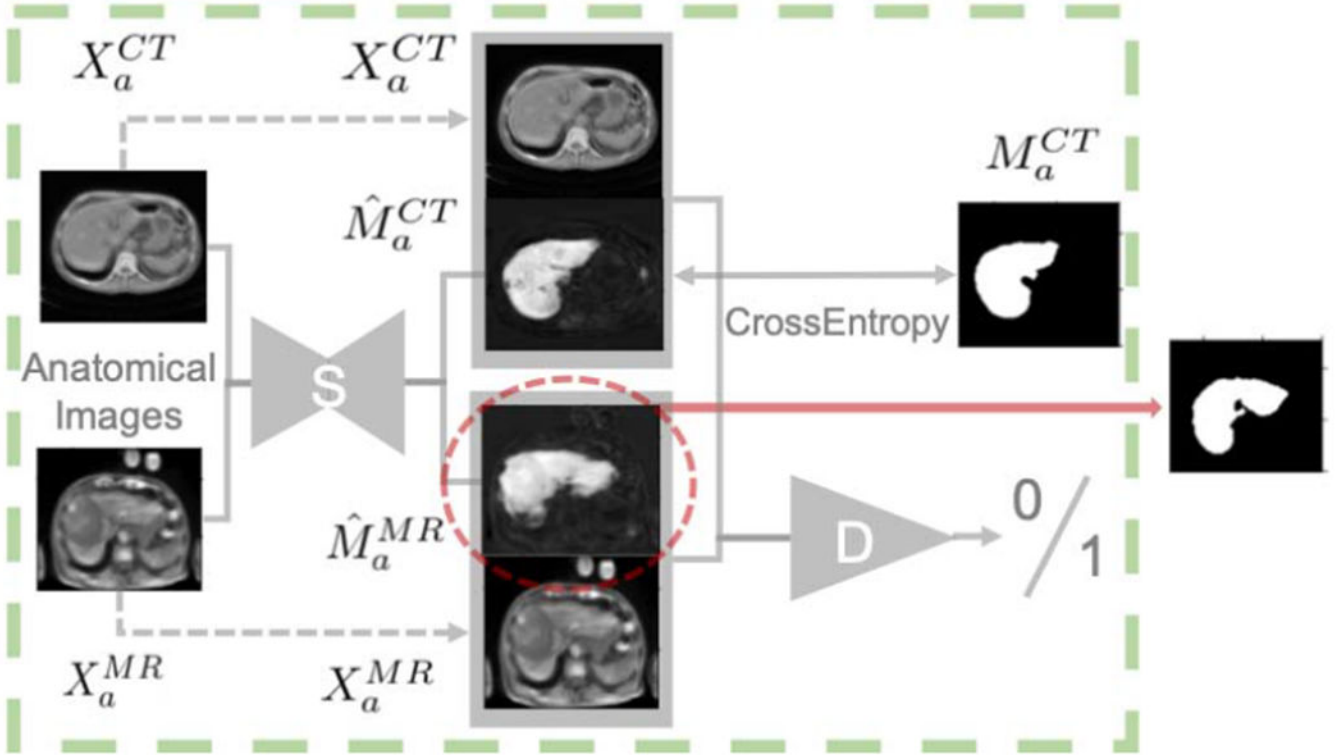 X_a^{CT}
X_a^{CT}
M_a^{CT}
\hat{M}_a^{CT}
CrossEntropy
Anatomical
Images
S
\hat{M}_a^{MR}
D
0/1
X_a^{MR}
X_a^{MR}